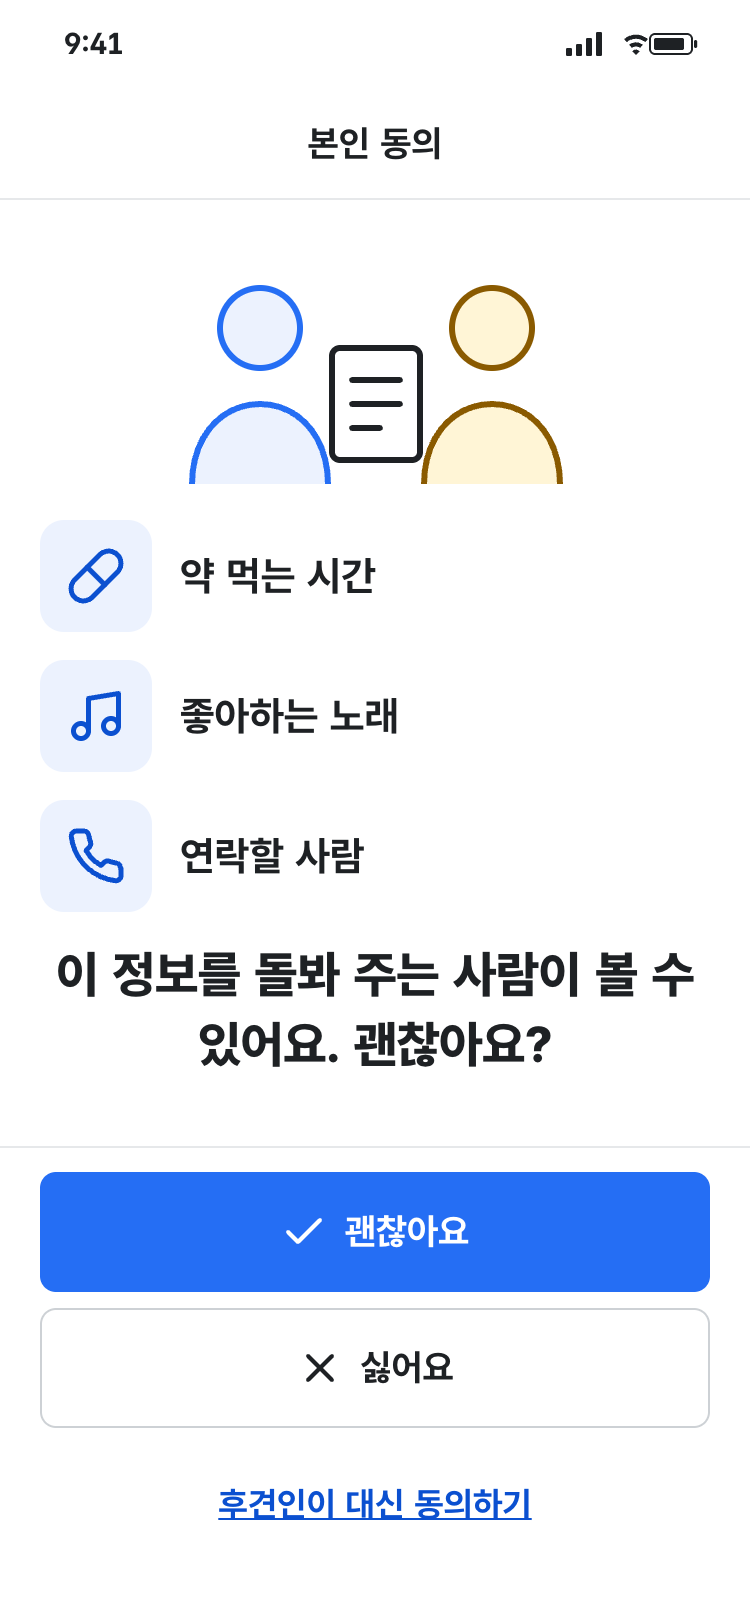 9:41
본인 동의
약 먹는 시간
좋아하는 노래
연락할 사람
이 정보를 돌봐 주는 사람이 볼 수
있어요. 괜찮아요?
괜찮아요
싫어요
후견인이 대신 동의하기